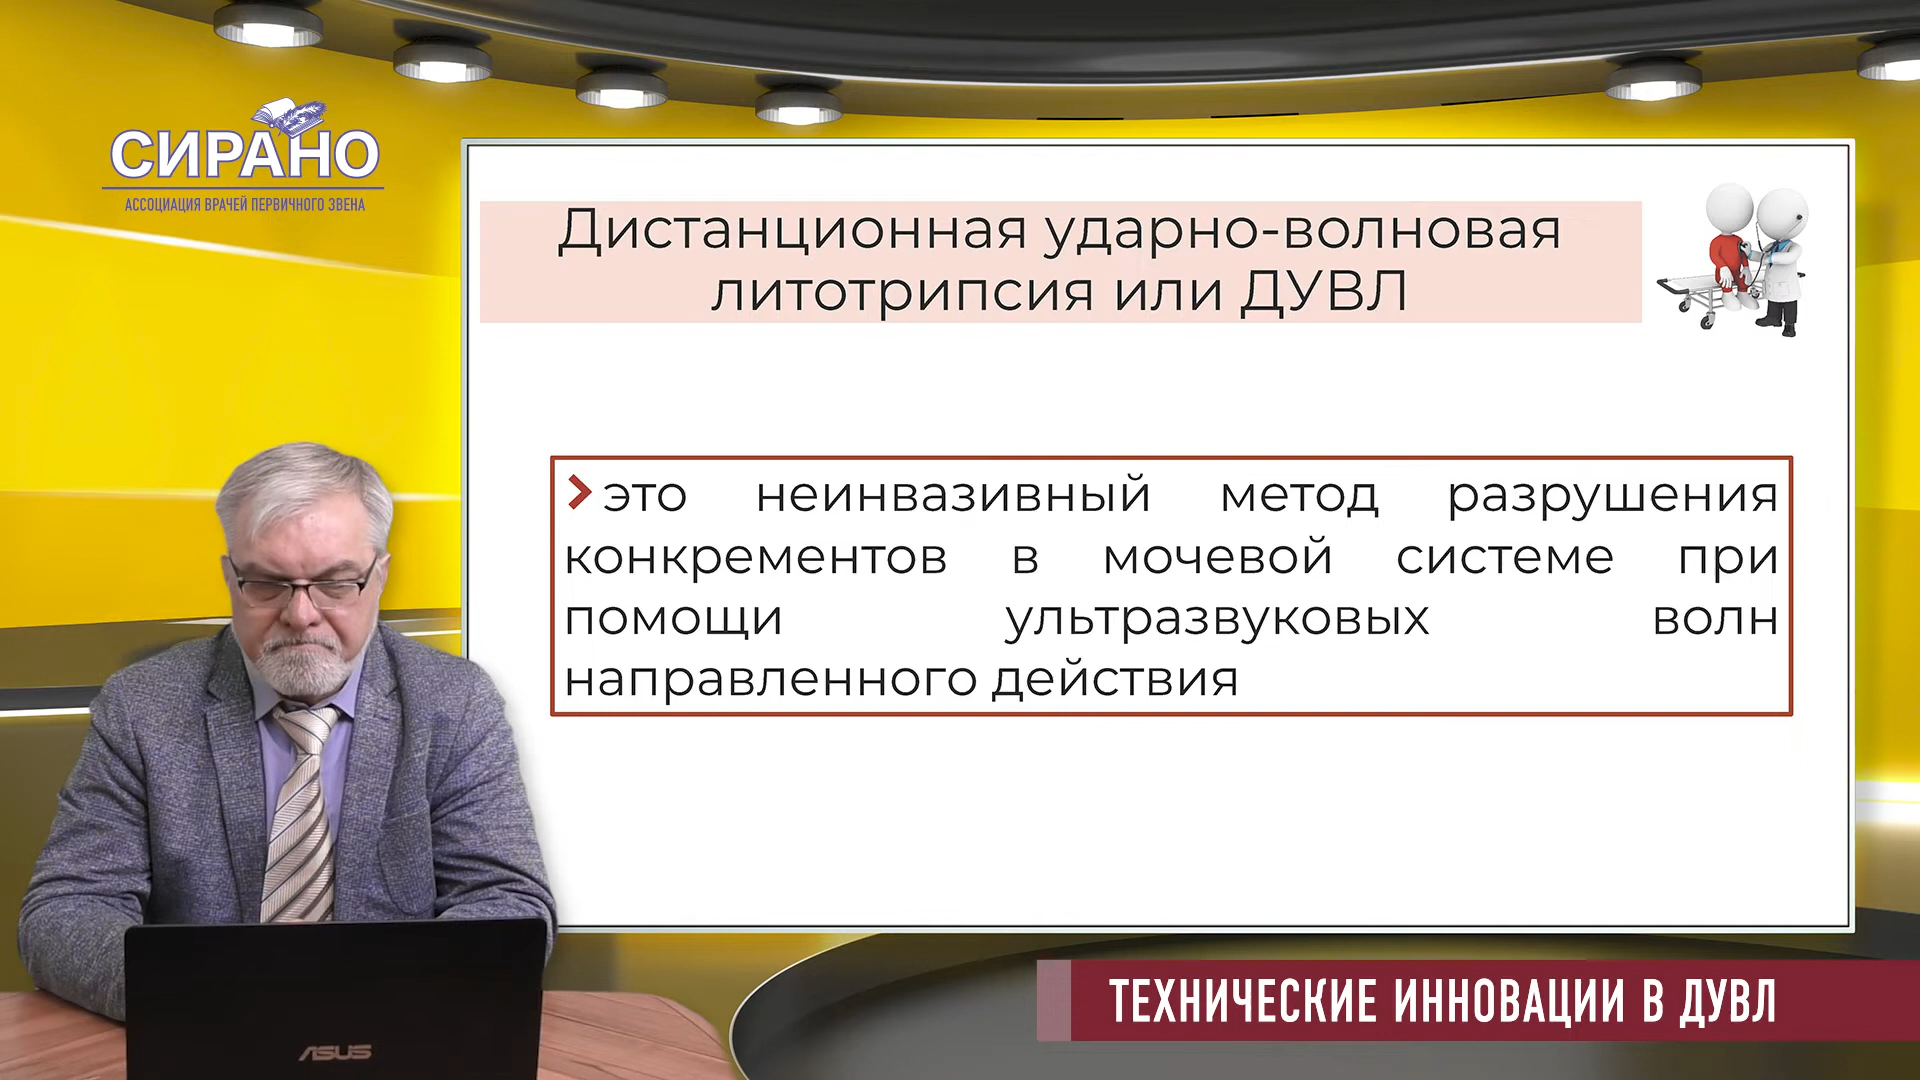 СИРАНО
АССОЦИАЦИЯ ВРАЧЕЙ ПЕРВИЧНОГО ЗВЕНА
Дистанционная ударно-волновая
литотрипсия или ДУВЛ
это неинвазивный метод разрушения
конкрементов в мочевой системе при
помощи ультразвуковых волн
направленного действия
ASUS
ТЕХНИЧЕСКИЕ ИННОВАЦИИ В ДУВЛ